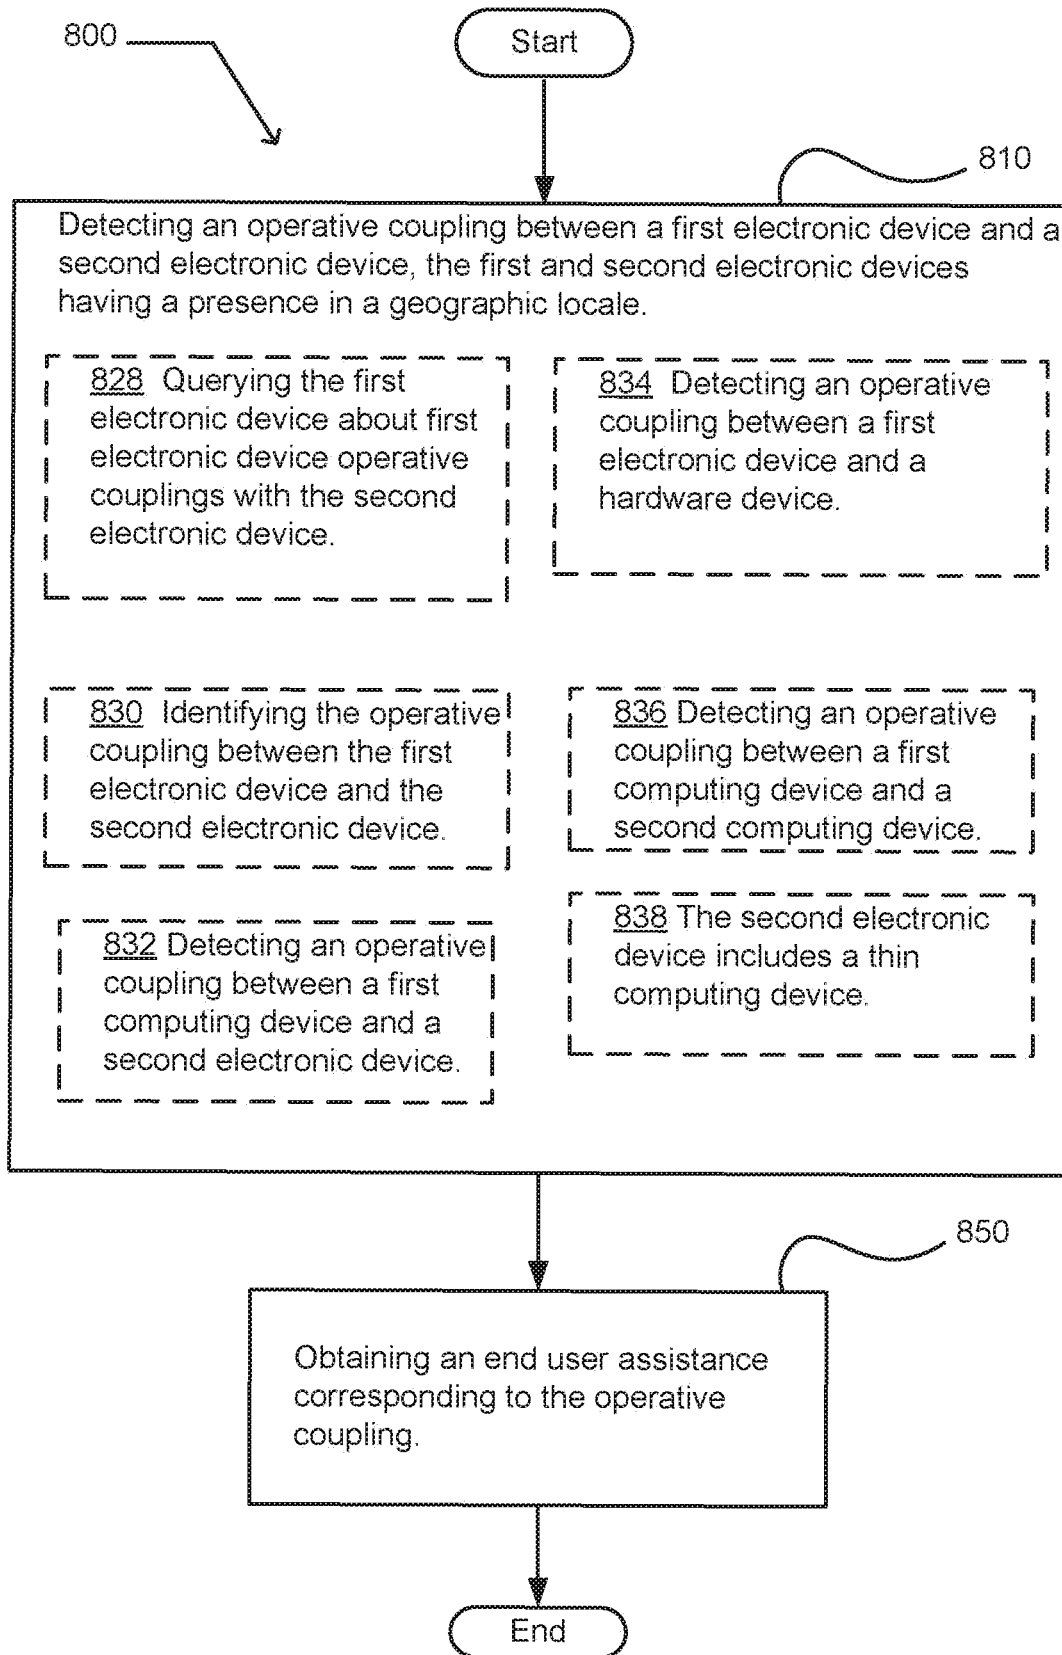 800
Start
810
Detecting an operative coupling between a first electronic device and a
second electronic device, the first and second electronic devices
having a presence in a geographic locale.
828 Querying the first
electronic device about first
electronic device operative
couplings with the second
electronic device.
834 Detecting an operative
coupling between a first
electronic device and a
hardware device.
830 Identifying the operative
coupling between the first
electronic device and the
second electronic device.
836 Detecting an operative
coupling between a first
computing device and a
second computing device.
832 Detecting an operative
coupling between a first
computing device and a
second electronic device.
838 The second electronic
device includes a thin
computing device.
850
Obtaining an end user assistance
corresponding to the operative
coupling.
End